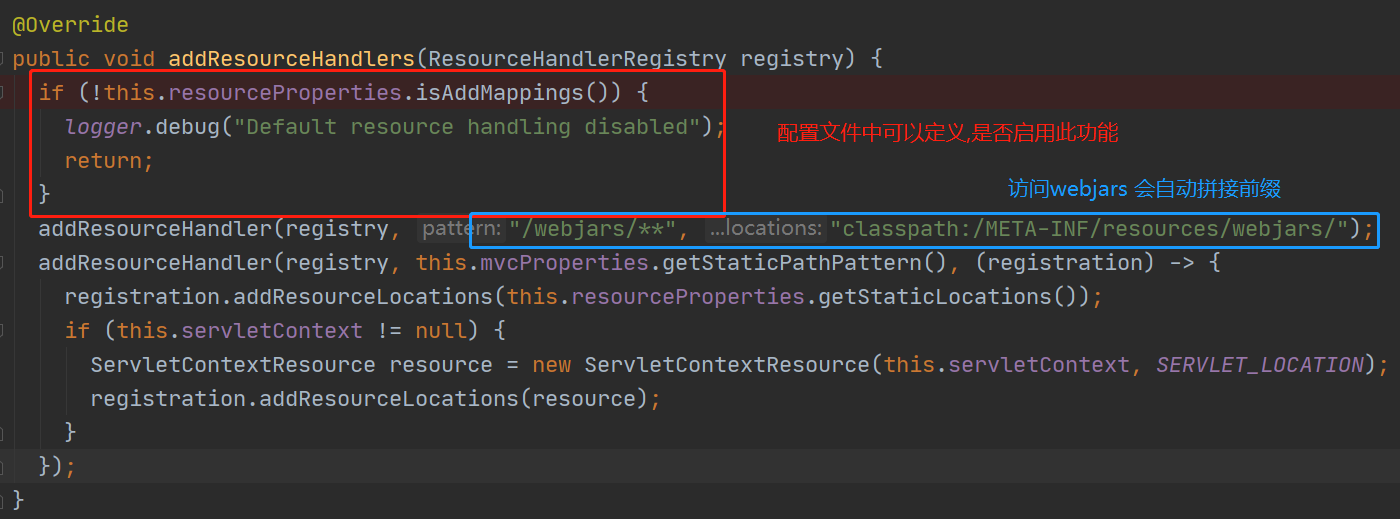 @Override
public void addResourceHandlers(ResourceHandlerRegistry registry) {
if (!this.resourceProperties.isAddMappings()) {
logger.debug("Default resource handling disabled");
配置文件中可以定义,是否启用此功能
return;
访问webjars 会自动拼接前缀
}
addResourceHandler(registry, pattern: "/webjars/**", ...locations: "classpath:/META-INF/resources/webjars/");
addResourceHandler(registry, this.mvcProperties.getStaticPathPattern(), (registration) -> {
registration.addResourceLocations(this.resourceProperties.getStaticLocations());
if (this.servletContext != null) {
ServletContextResource resource = new ServletContextResource(this.servletContext, SERVLET_LOCATION);
registration.addResourceLocations(resource);
}
});
}